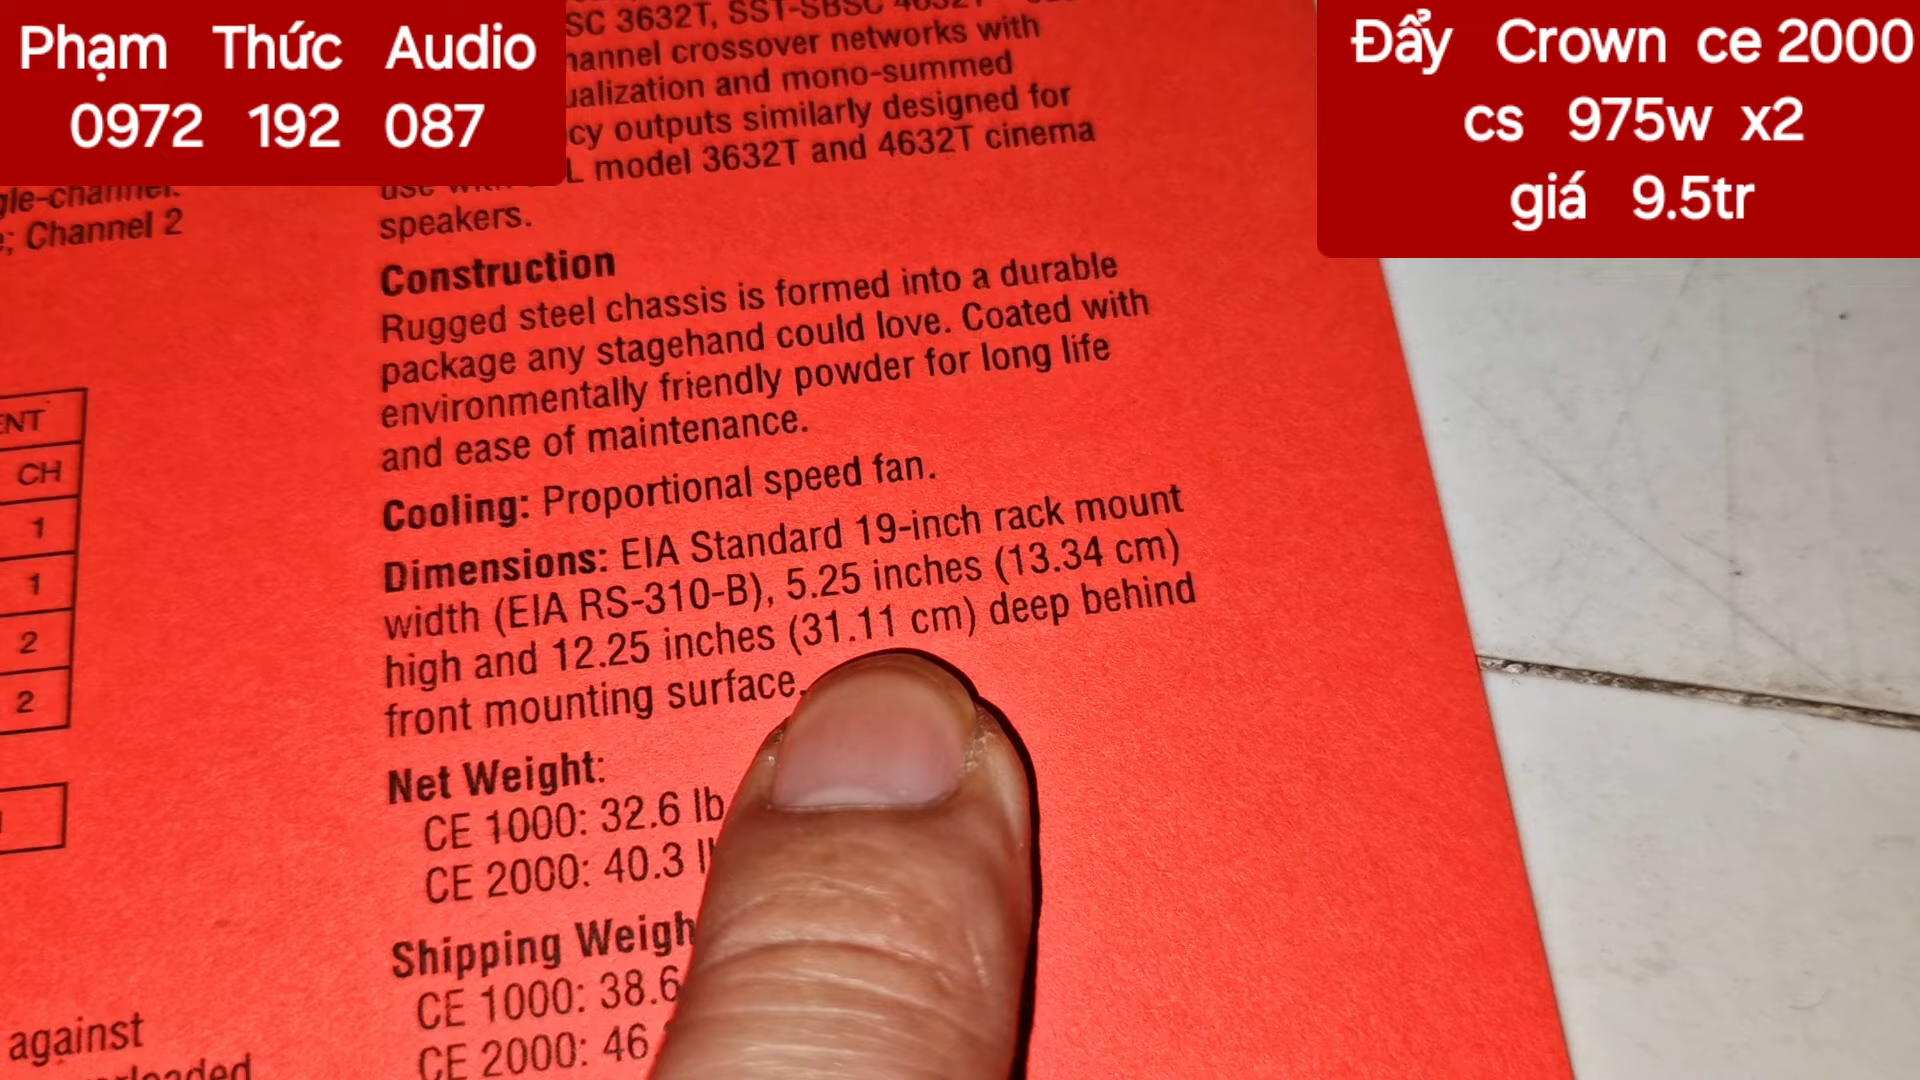 Phạm Thức Audio
0972 192 087
Đẩy Crown ce 2000
cs 975w x2
giá 9.5tr
SC 3632T, SST-SBSC
crossover networks with
and mono-summed
outputs similarly designed for
L model 3632T and 4632T cinema
speakers.
Channel 2
Construction
Rugged steel chassis is formed into a durable
package any stagehand could love. Coated with
environmentally friendly powder for long life
and ease of maintenance.
Cooling: Proportional speed fan.
Dimensions: EIA Standard 19-inch rack mount
width (EIA RS-310-B), 5.25 inches (13.34 cm)
high and 12.25 inches (31.11 cm) deep behind
front mounting surface.
Net Weight:
CE 1000: 32.6 lb
CE 2000: 40.3
Shipping Weigh
CE 1000: 38.6
CE 2000: 46
CH
1
1
2
2
against